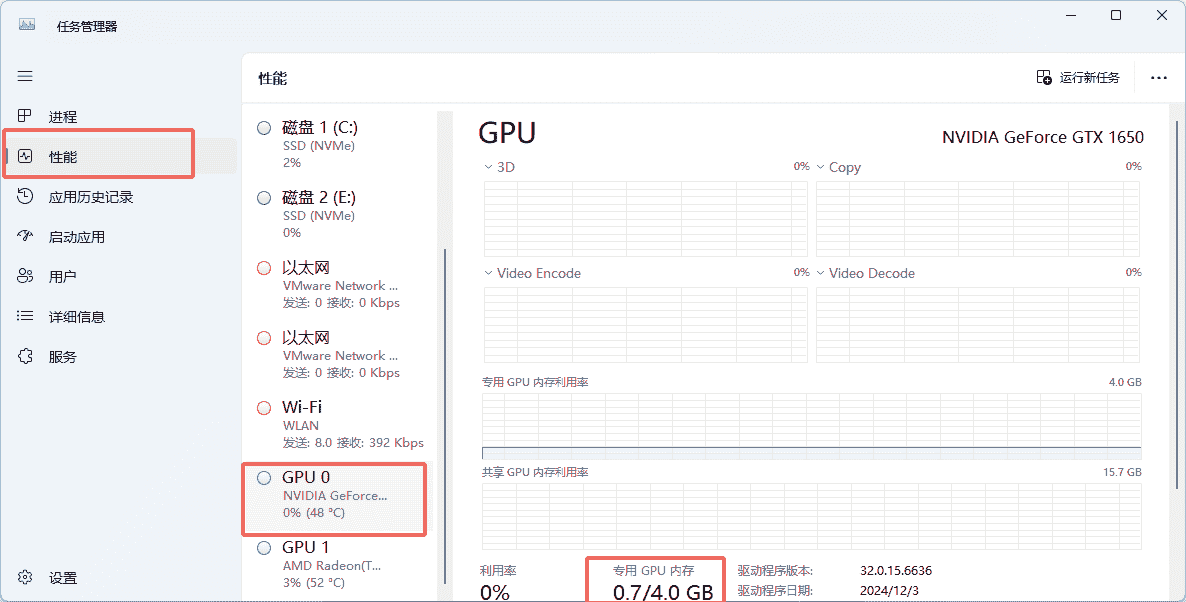 任务管理器
性能
运行新任务
进程
性能
应用历史记录
启动应用
用户
详细信息
服务
设置
磁盘 1 (C:)
SSD (NVMe)
2%
磁盘 2 (E:)
SSD (NVMe)
0%
以太网
VMware Network ...
发送: 0 接收: 0 Kbps
以太网
VMware Network ...
发送: 0 接收: 0 Kbps
Wi-Fi
WLAN
发送: 8.0 接收: 392 Kbps
GPU 0
NVIDIA GeForce...
0% (48 °C)
GPU 1
AMD Radeon(T...
3% (52 °C)
GPU
NVIDIA GeForce GTX 1650
3D 0%
Copy 0%
Video Encode 0%
Video Decode 0%
专用 GPU 内存利用率 4.0 GB
共享 GPU 内存利用率 15.7 GB
利用率
0%
专用 GPU 内存
0.7/4.0 GB
驱动程序版本: 32.0.15.6636
驱动程序日期: 2024/12/3